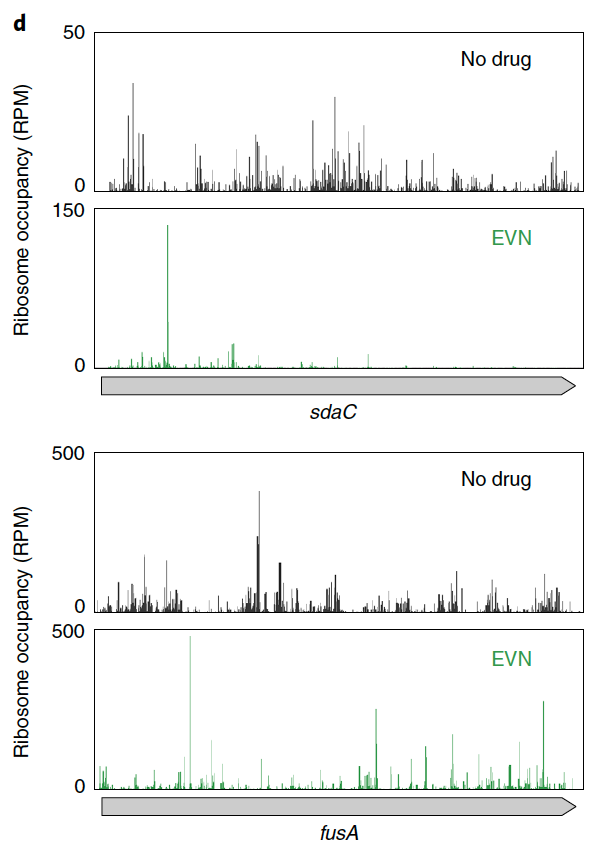 d
50
No drug
0
150
EVN
0
Ribosome occupancy (RPM)
sdaC
500
No drug
0
500
EVN
0
Ribosome occupancy (RPM)
fusA